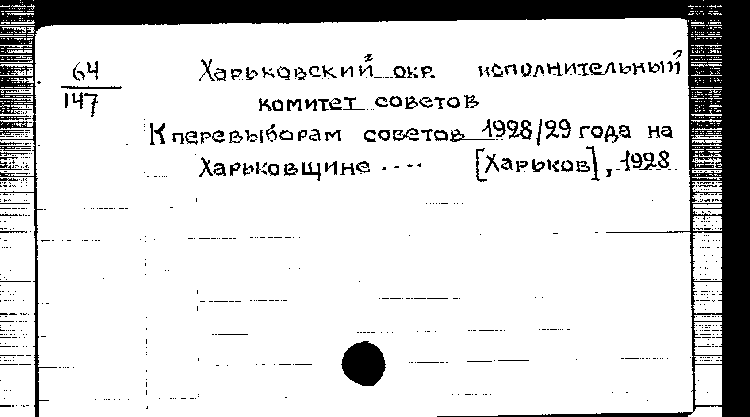 64 Харьковский окр. исполнительный
147 комитет советов
К перевыборам советов 1928/29 года на
Харьковщине .... [Харьков], 1928